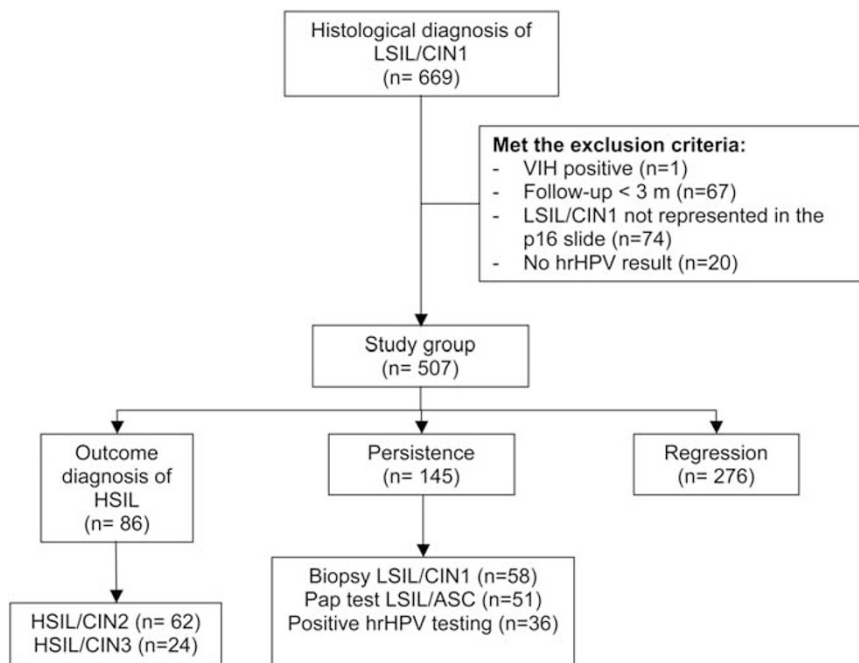 Histological diagnosis of
LSIL/CIN1
(n= 669)
Met the exclusion criteria:
- VIH positive (n=1)
- Follow-up < 3 m (n=67)
- LSIL/CIN1 not represented in the
p16 slide (n=74)
- No hrHPV result (n=20)
Study group
(n= 507)
Outcome
diagnosis of
HSIL
(n= 86)
Persistence
(n= 145)
Regression
(n= 276)
HSIL/CIN2 (n= 62)
HSIL/CIN3 (n=24)
Biopsy LSIL/CIN1 (n=58)
Pap test LSIL/ASC (n=51)
Positive hrHPV testing (n=36)